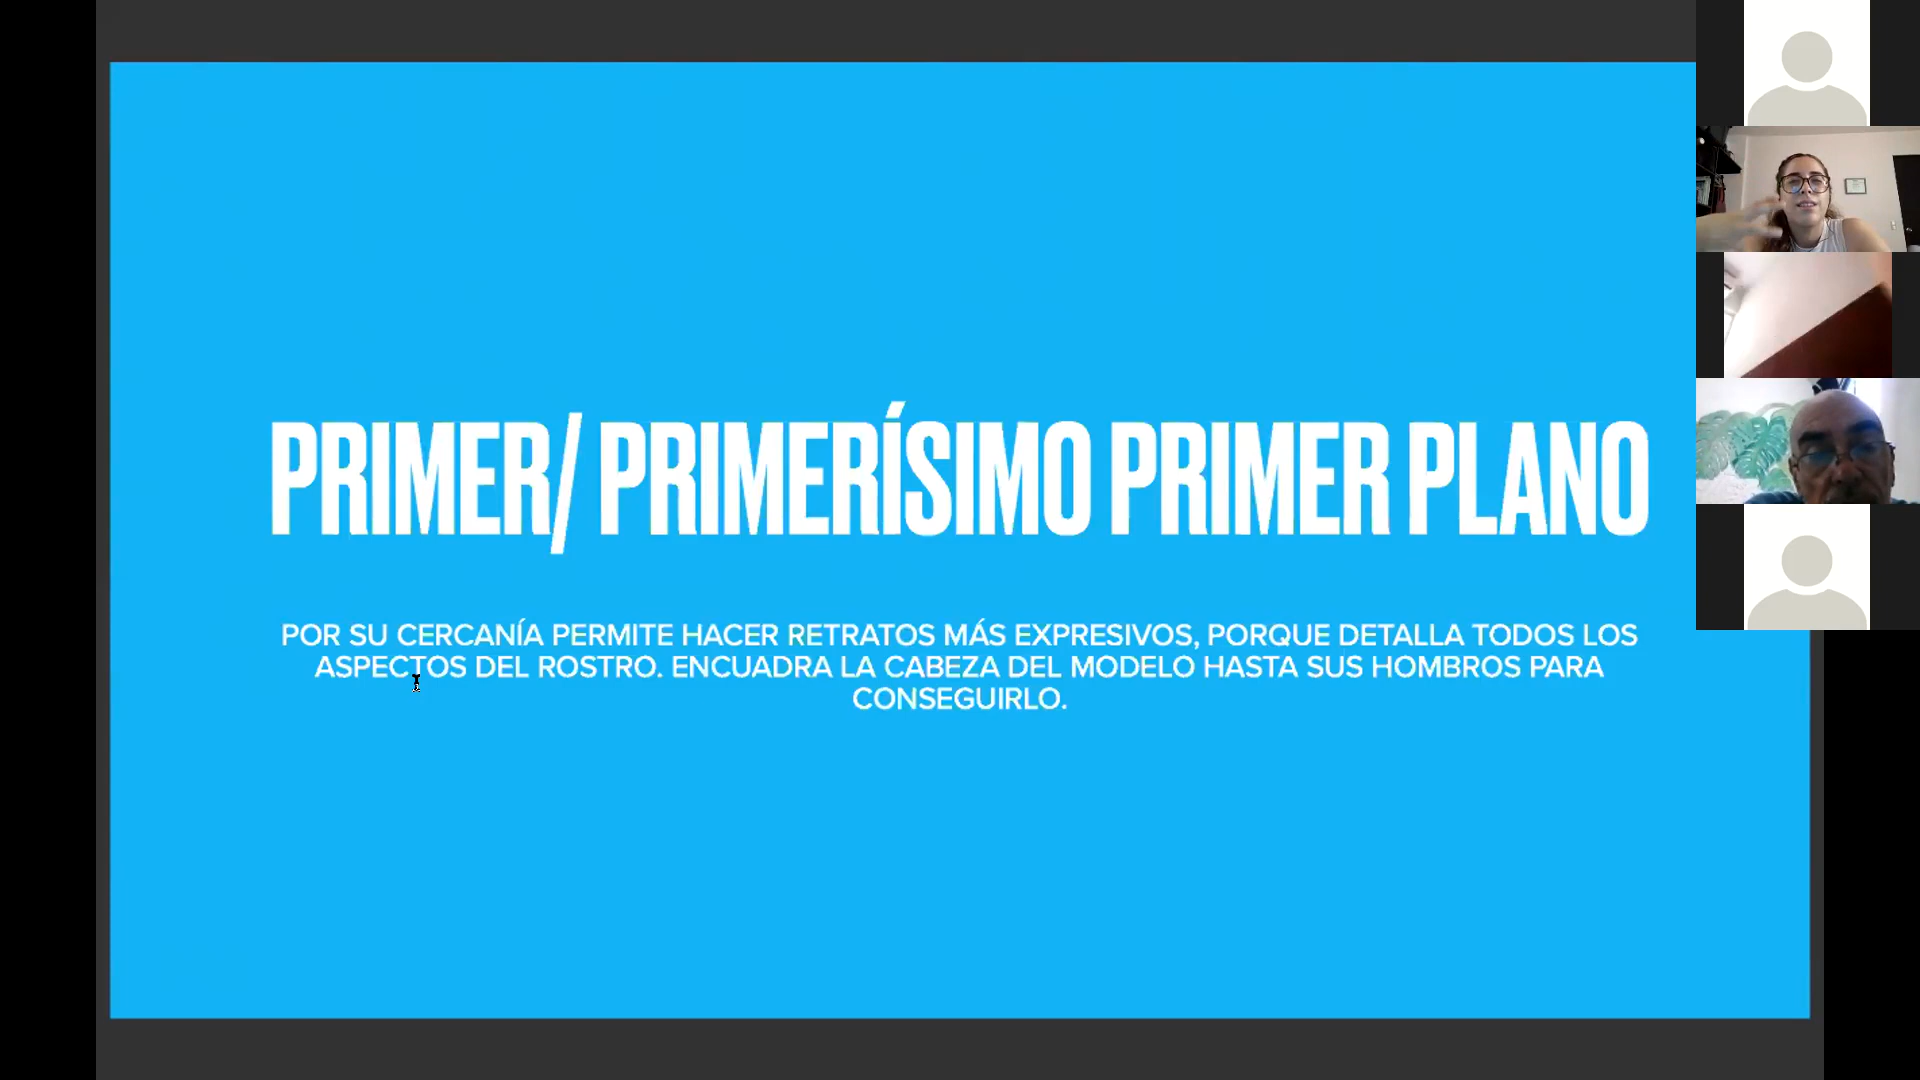 PRIMER/ PRIMERÍSIMO PRIMER PLANO
POR SU CERCANÍA PERMITE HACER RETRATOS MÁS EXPRESIVOS, PORQUE DETALLA TODOS LOS
ASPECTOS DEL ROSTRO. ENCUADRA LA CABEZA DEL MODELO HASTA SUS HOMBROS PARA
CONSEGUIRLO.